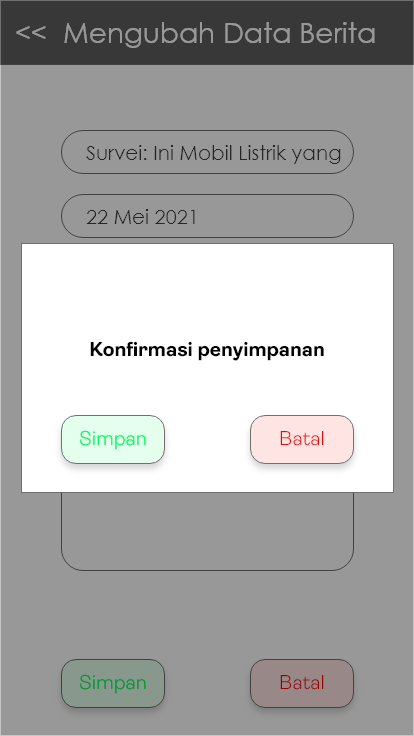 << Mengubah Data Berita
Survei: Ini Mobil Listrik yang
22 Mei 2021
Konfirmasi penyimpanan
Simpan Batal
Simpan Batal